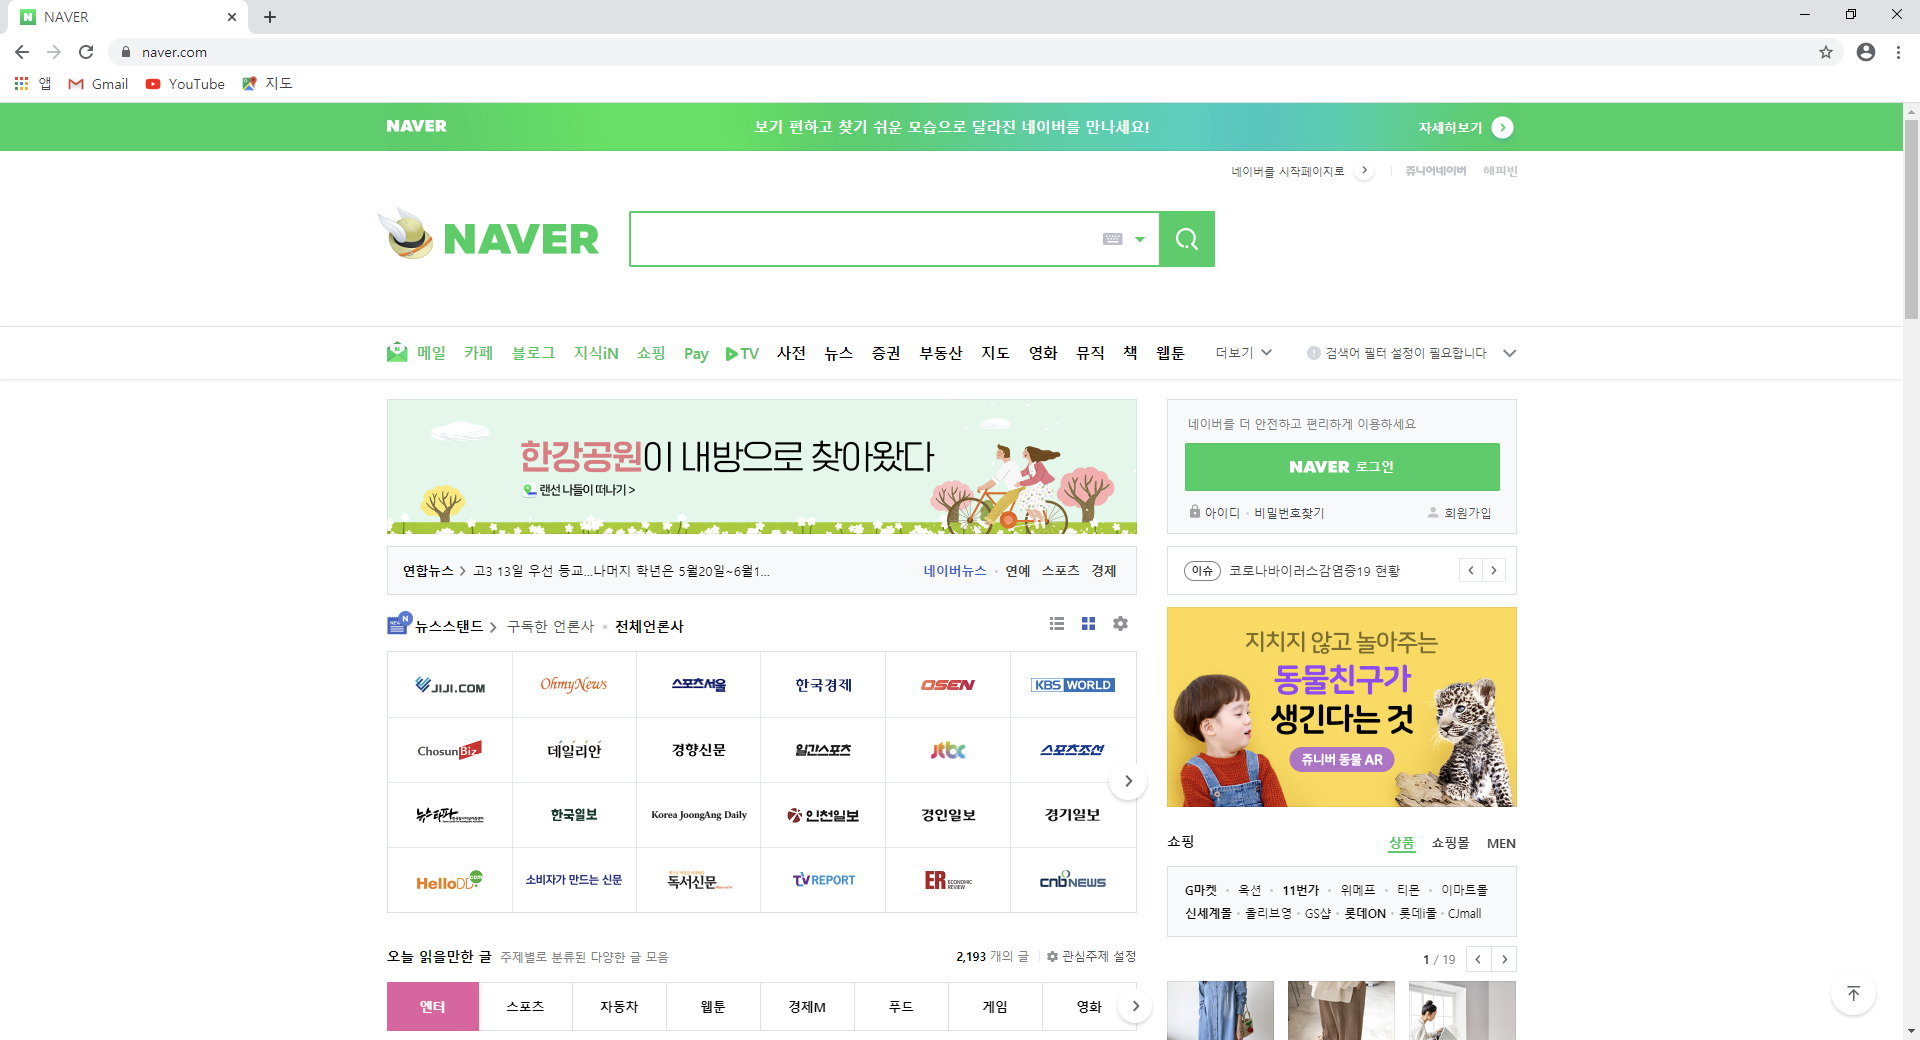 NAVER
naver.com
앱 Gmail YouTube 지도
NAVER 보기 편하고 찾기 쉬운 모습으로 달라진 네이버를 만나세요! 자세히보기
네이버를 시작페이지로 쥬니어네이버 해피빈
NAVER
메일 카페 블로그 지식iN 쇼핑 Pay TV 사전 뉴스 증권 부동산 지도 영화 뮤직 책 웹툰 더보기 검색어 필터 설정이 필요합니다
한강공원이 내방으로 찾아왔다
랜선 나들이 떠나기 >
네이버를 더 안전하고 편리하게 이용하세요
NAVER 로그인
아이디 · 비밀번호찾기 회원가입
연합뉴스 > 고3 13일 우선 등교...나머지 학년은 5월20일~6월1...
네이버뉴스 · 연예 스포츠 경제
이슈 코로나바이러스감염증19 현황
NEW N 뉴스스탠드 > 구독한 언론사 · 전체언론사
JIJI.COM OhmyNews 스포츠서울 한국경제 OSEN KBS WORLD
ChosunBiz 데일리안 경향신문 일간스포츠 jtbc 스포츠조선
뉴스타파 한국일보 Korea JoongAng Daily 인천일보 경인일보 경기일보
HelloDD.com 소비자가 만드는 신문 독서신문 TV REPORT ER ECONOMIC REVIEW CNBNEWS
지치지 않고 놀아주는
동물친구가
생긴다는 것
쥬니버 동물 AR
쇼핑 상품 쇼핑몰 MEN
G마켓 · 옥션 · 11번가 · 위메프 · 티몬 · 이마트몰
신세계몰 · 올리브영 · GS샵 · 롯데ON · 롯데i몰 · CJmall
1 / 19
오늘 읽을만한 글 주제별로 분류된 다양한 글 모음 2,193 개의 글 관심주제 설정
엔터 스포츠 자동차 웹툰 경제M 푸드 게임 영화